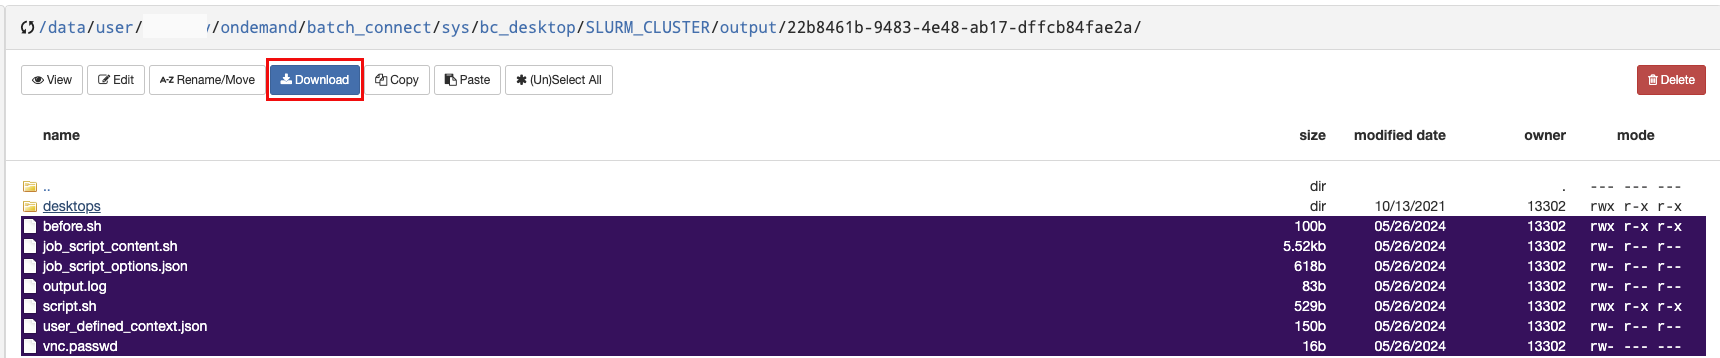 /data/user/ /ondemand/batch_connect/sys/bc_desktop/SLURM_CLUSTER/output/22b8461b-9483-4e48-ab17-dffcb84fae2a/
View Edit A-Z Rename/Move Download Copy Paste (Un)Select All Delete
name size modified date owner mode
.. dir . --- --- ---
desktops dir 10/13/2021 13302 rwx r-x r-x
before.sh 100b 05/26/2024 13302 rwx r-x r-x
job_script_content.sh 5.52kb 05/26/2024 13302 rw- r-- r--
job_script_options.json 618b 05/26/2024 13302 rw- r-- r--
output.log 83b 05/26/2024 13302 rw- r-- r--
script.sh 529b 05/26/2024 13302 rwx r-x r-x
user_defined_context.json 150b 05/26/2024 13302 rw- r-- r--
vnc.passwd 16b 05/26/2024 13302 rw- --- ---